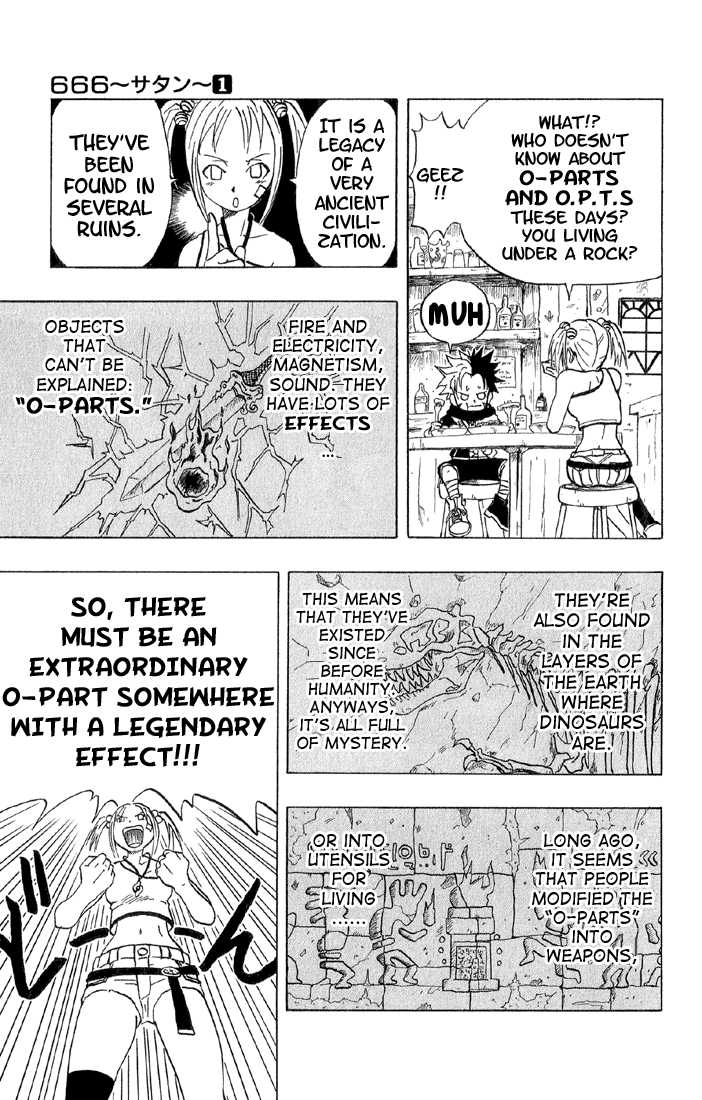 666～サタン～1
WHAT!?
WHO DOESN'T
KNOW ABOUT
O-PARTS
AND O.P.T.S
THESE DAYS?
YOU LIVING
UNDER A ROCK?
GEEZ
!!
MUH
IT IS A
LEGACY
OF A
VERY
ANCIENT
CIVILI-
ZATION.
THEY'VE
BEEN
FOUND IN
SEVERAL
RUINS.
FIRE AND
ELECTRICITY,
MAGNETISM,
SOUND. THEY
HAVE LOTS OF
EFFECTS
...
OBJECTS
THAT
CAN'T BE
EXPLAINED:
"O-PARTS."
THEY'RE
ALSO FOUND
IN THE
LAYERS OF
THE EARTH
WHERE
DINOSAURS
ARE.
THIS MEANS
THAT THEY'VE
EXISTED
SINCE
BEFORE
HUMANITY,
ANYWAYS,
IT'S ALL FULL
OF MYSTERY.
LONG AGO,
IT SEEMS
THAT PEOPLE
MODIFIED THE
"O-PARTS"
INTO
WEAPONS,
OR INTO
UTENSILS
FOR
LIVING
......
SO, THERE
MUST BE AN
EXTRAORDINARY
O-PART SOMEWHERE
WITH A LEGENDARY
EFFECT!!!
どーん